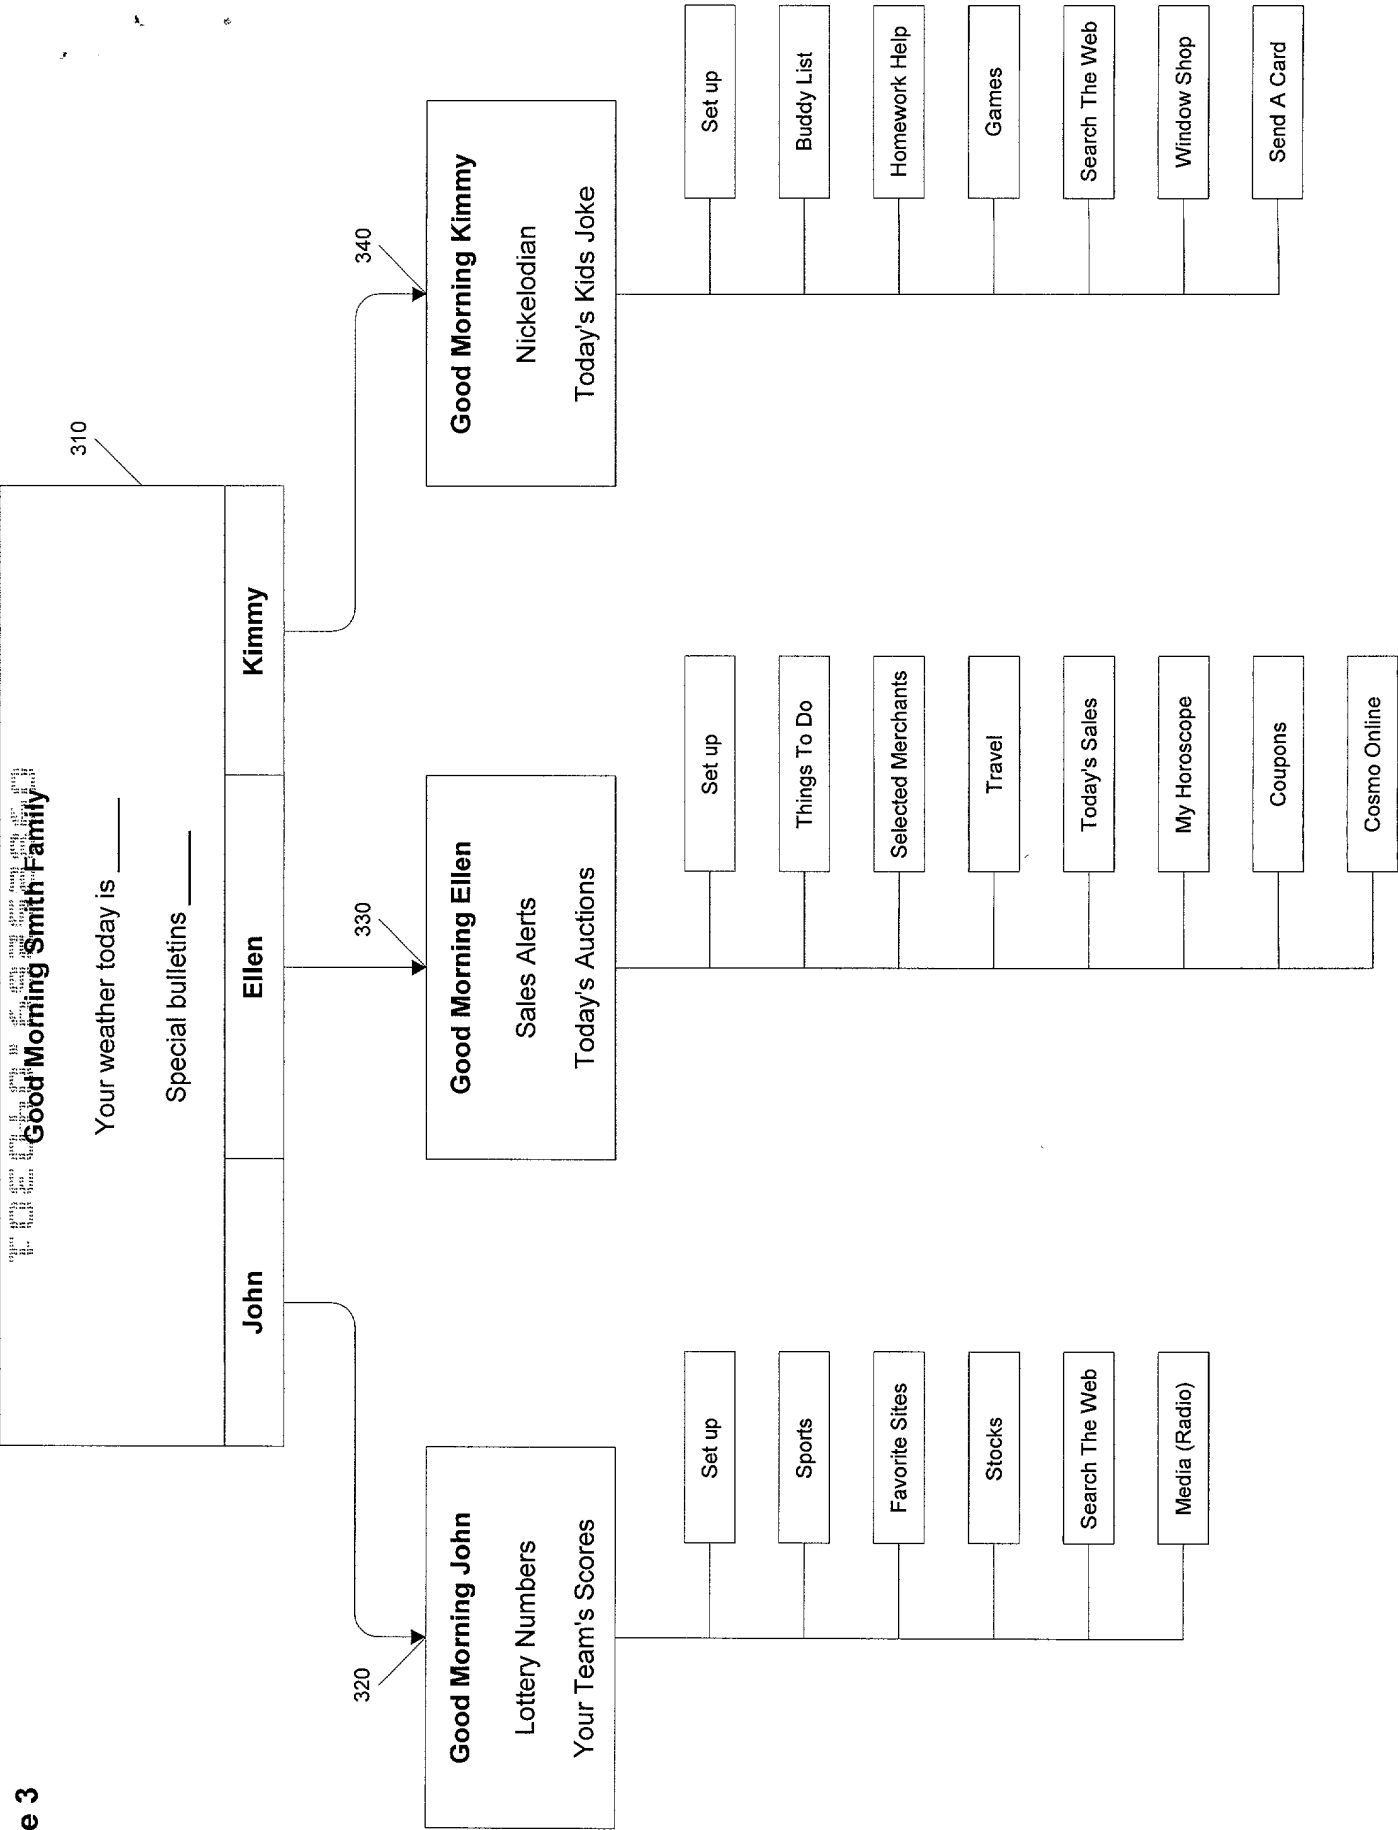 e 3
Good Morning Smith Family
Your weather today is
Special bulletins
John
Ellen
Kimmy
310
320
Good Morning John
Lottery Numbers
Your Team's Scores
Set up
Sports
Favorite Sites
Stocks
Search The Web
Media (Radio)
330
Good Morning Ellen
Sales Alerts
Today's Auctions
Set up
Things To Do
Selected Merchants
Travel
Today's Sales
My Horoscope
Coupons
Cosmo Online
340
Good Morning Kimmy
Nickelodian
Today's Kids Joke
Set up
Buddy List
Homework Help
Games
Search The Web
Window Shop
Send A Card